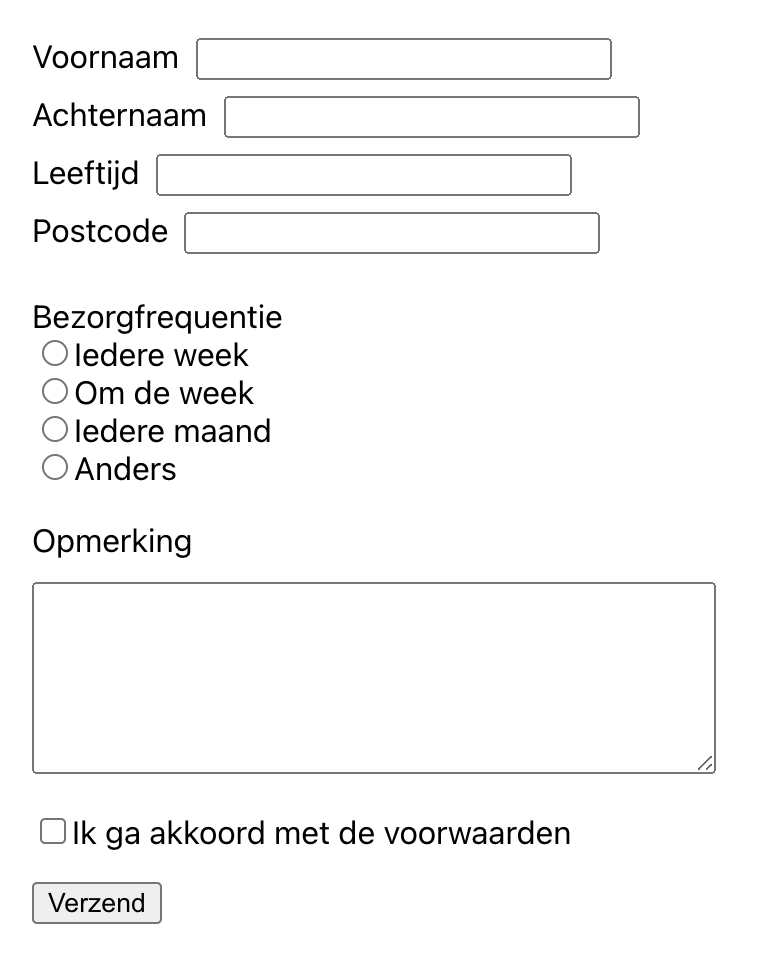 Voornaam
Achternaam
Leeftijd
Postcode
Bezorgfrequentie
Iedere week
Om de week
Iedere maand
Anders
Opmerking
Ik ga akkoord met de voorwaarden
Verzend